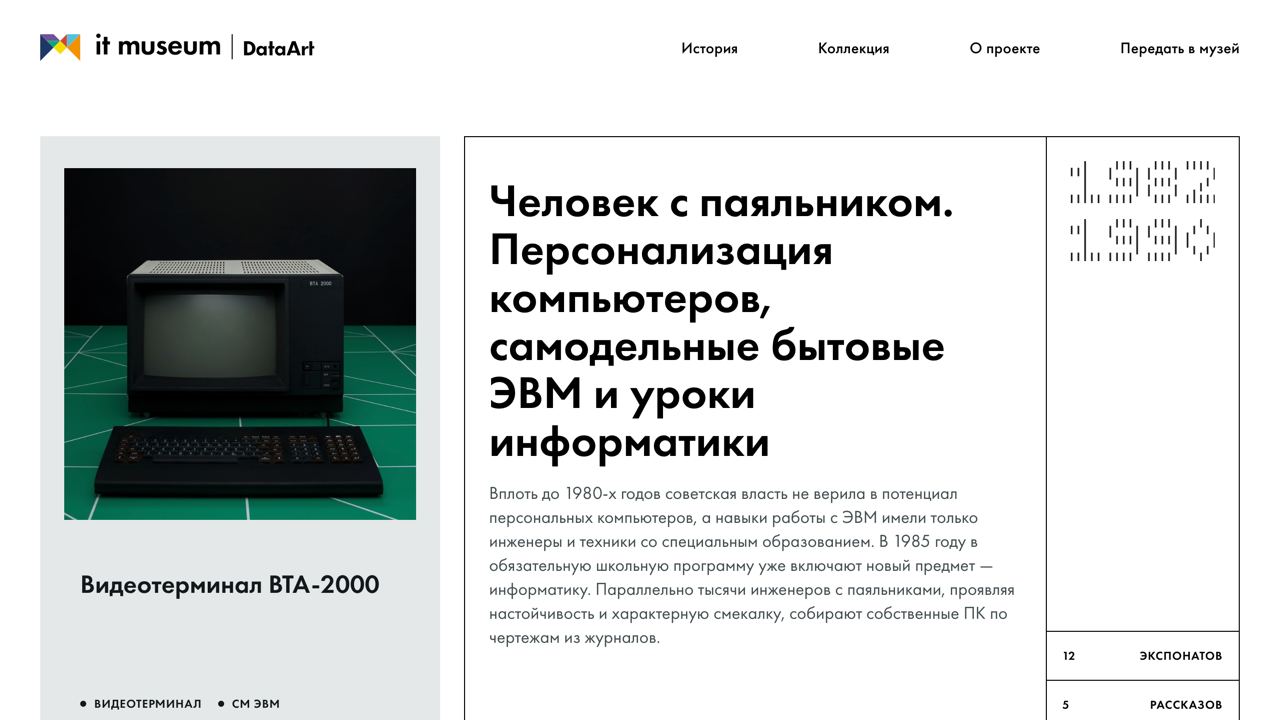 it museum | DataArt
История
Коллекция
О проекте
Передать в музей
ВТА 2000
Видеотерминал ВТА-2000
ВИДЕОТЕРМИНАЛ
СМ ЭВМ
Человек с паяльником.
Персонализация
компьютеров,
самодельные бытовые
ЭВМ и уроки
информатики
Вплоть до 1980-х годов советская власть не верила в потенциал
персональных компьютеров, а навыки работы с ЭВМ имели только
инженеры и техники со специальным образованием. В 1985 году в
обязательную школьную программу уже включают новый предмет —
информатику. Параллельно тысячи инженеров с паяльниками, проявляя
настойчивость и характерную смекалку, собирают собственные ПК по
чертежам из журналов.
1982
1990
12 ЭКСПОНАТОВ
5 РАССКАЗОВ